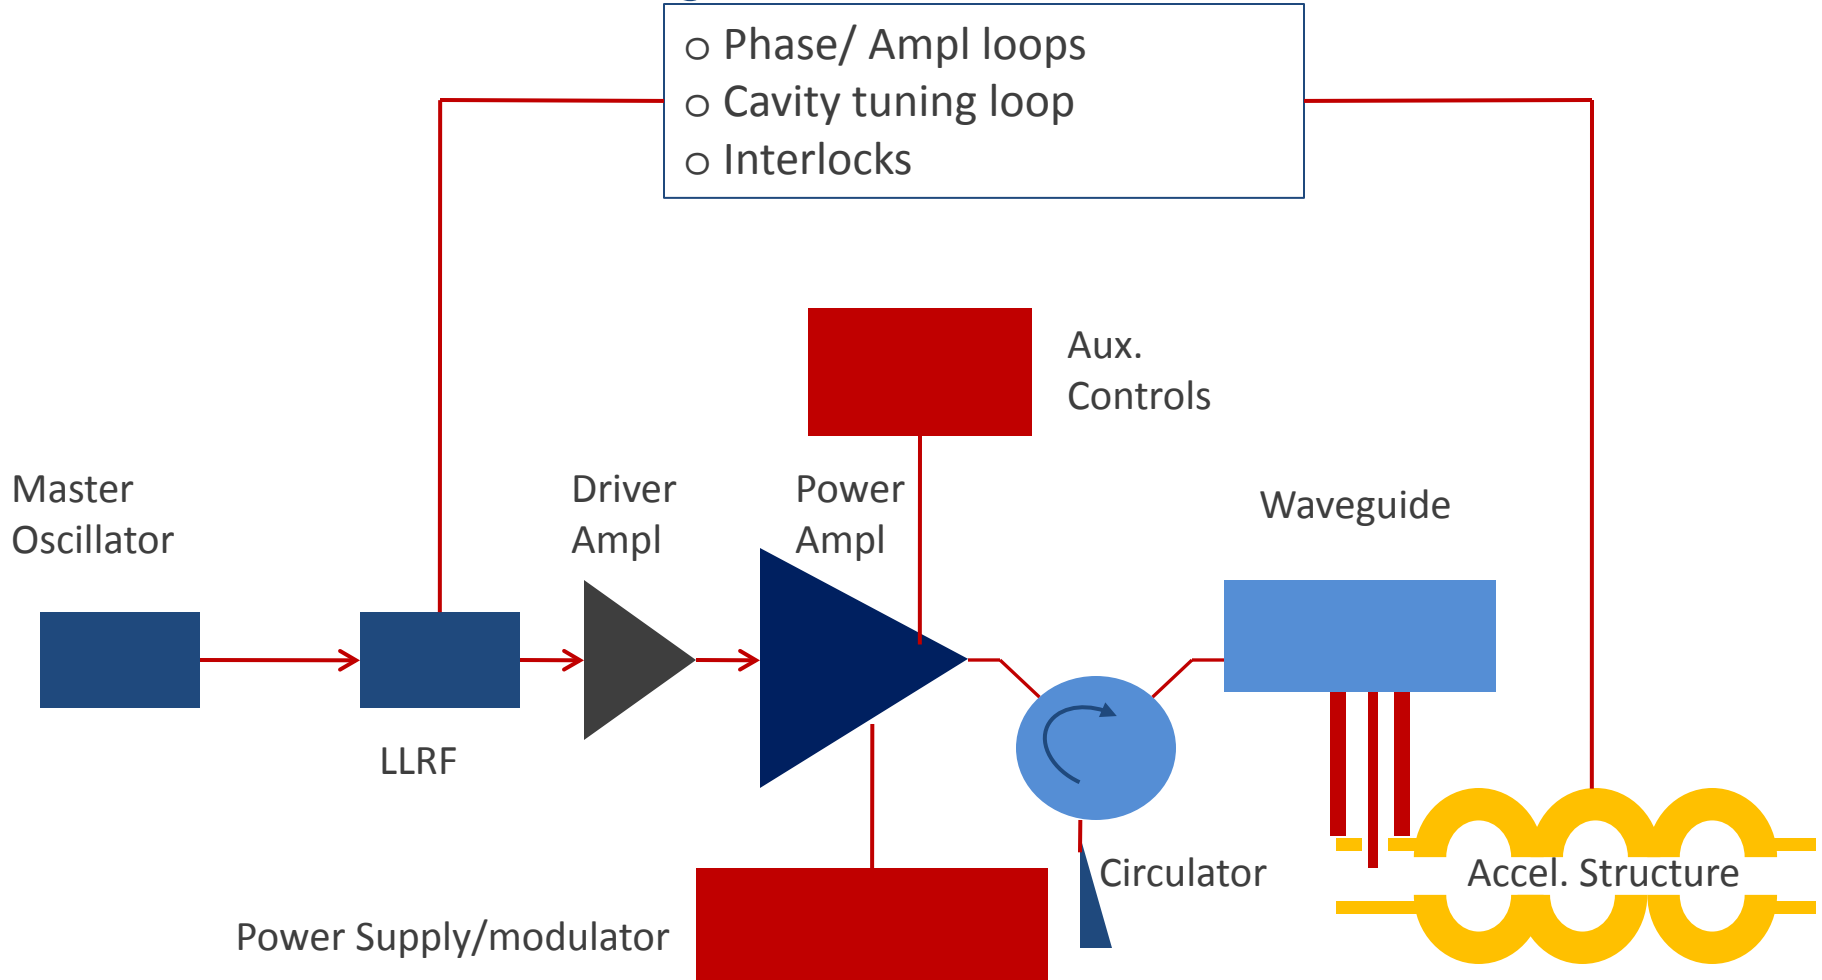 o Phase/ Ampl loops
o Cavity tuning loop
o Interlocks
Aux.
Controls
Master
Oscillator
Driver
Ampl
Power
Ampl
Waveguide
LLRF
Circulator
Accel. Structure
Power Supply/modulator